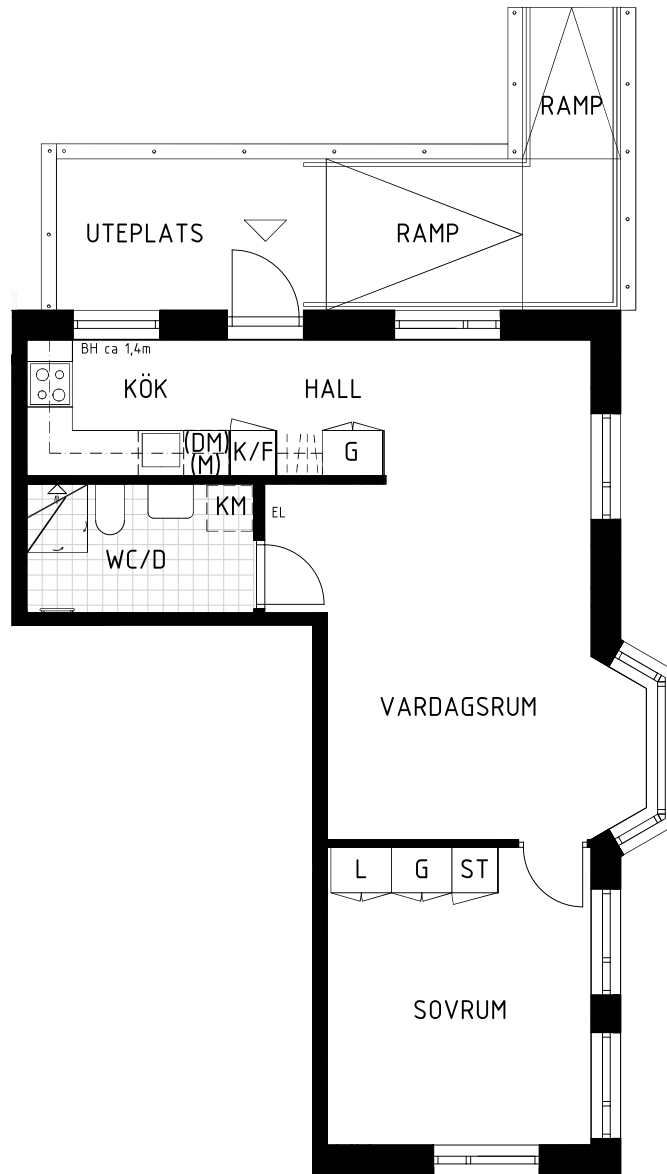 RAMP
UTEPLATS
RAMP
BH ca 1,4m
KÖK
HALL
(DM)
(M)
K/F
G
KM
EL
WC/D
VARDAGSRUM
L
G
ST
SOVRUM